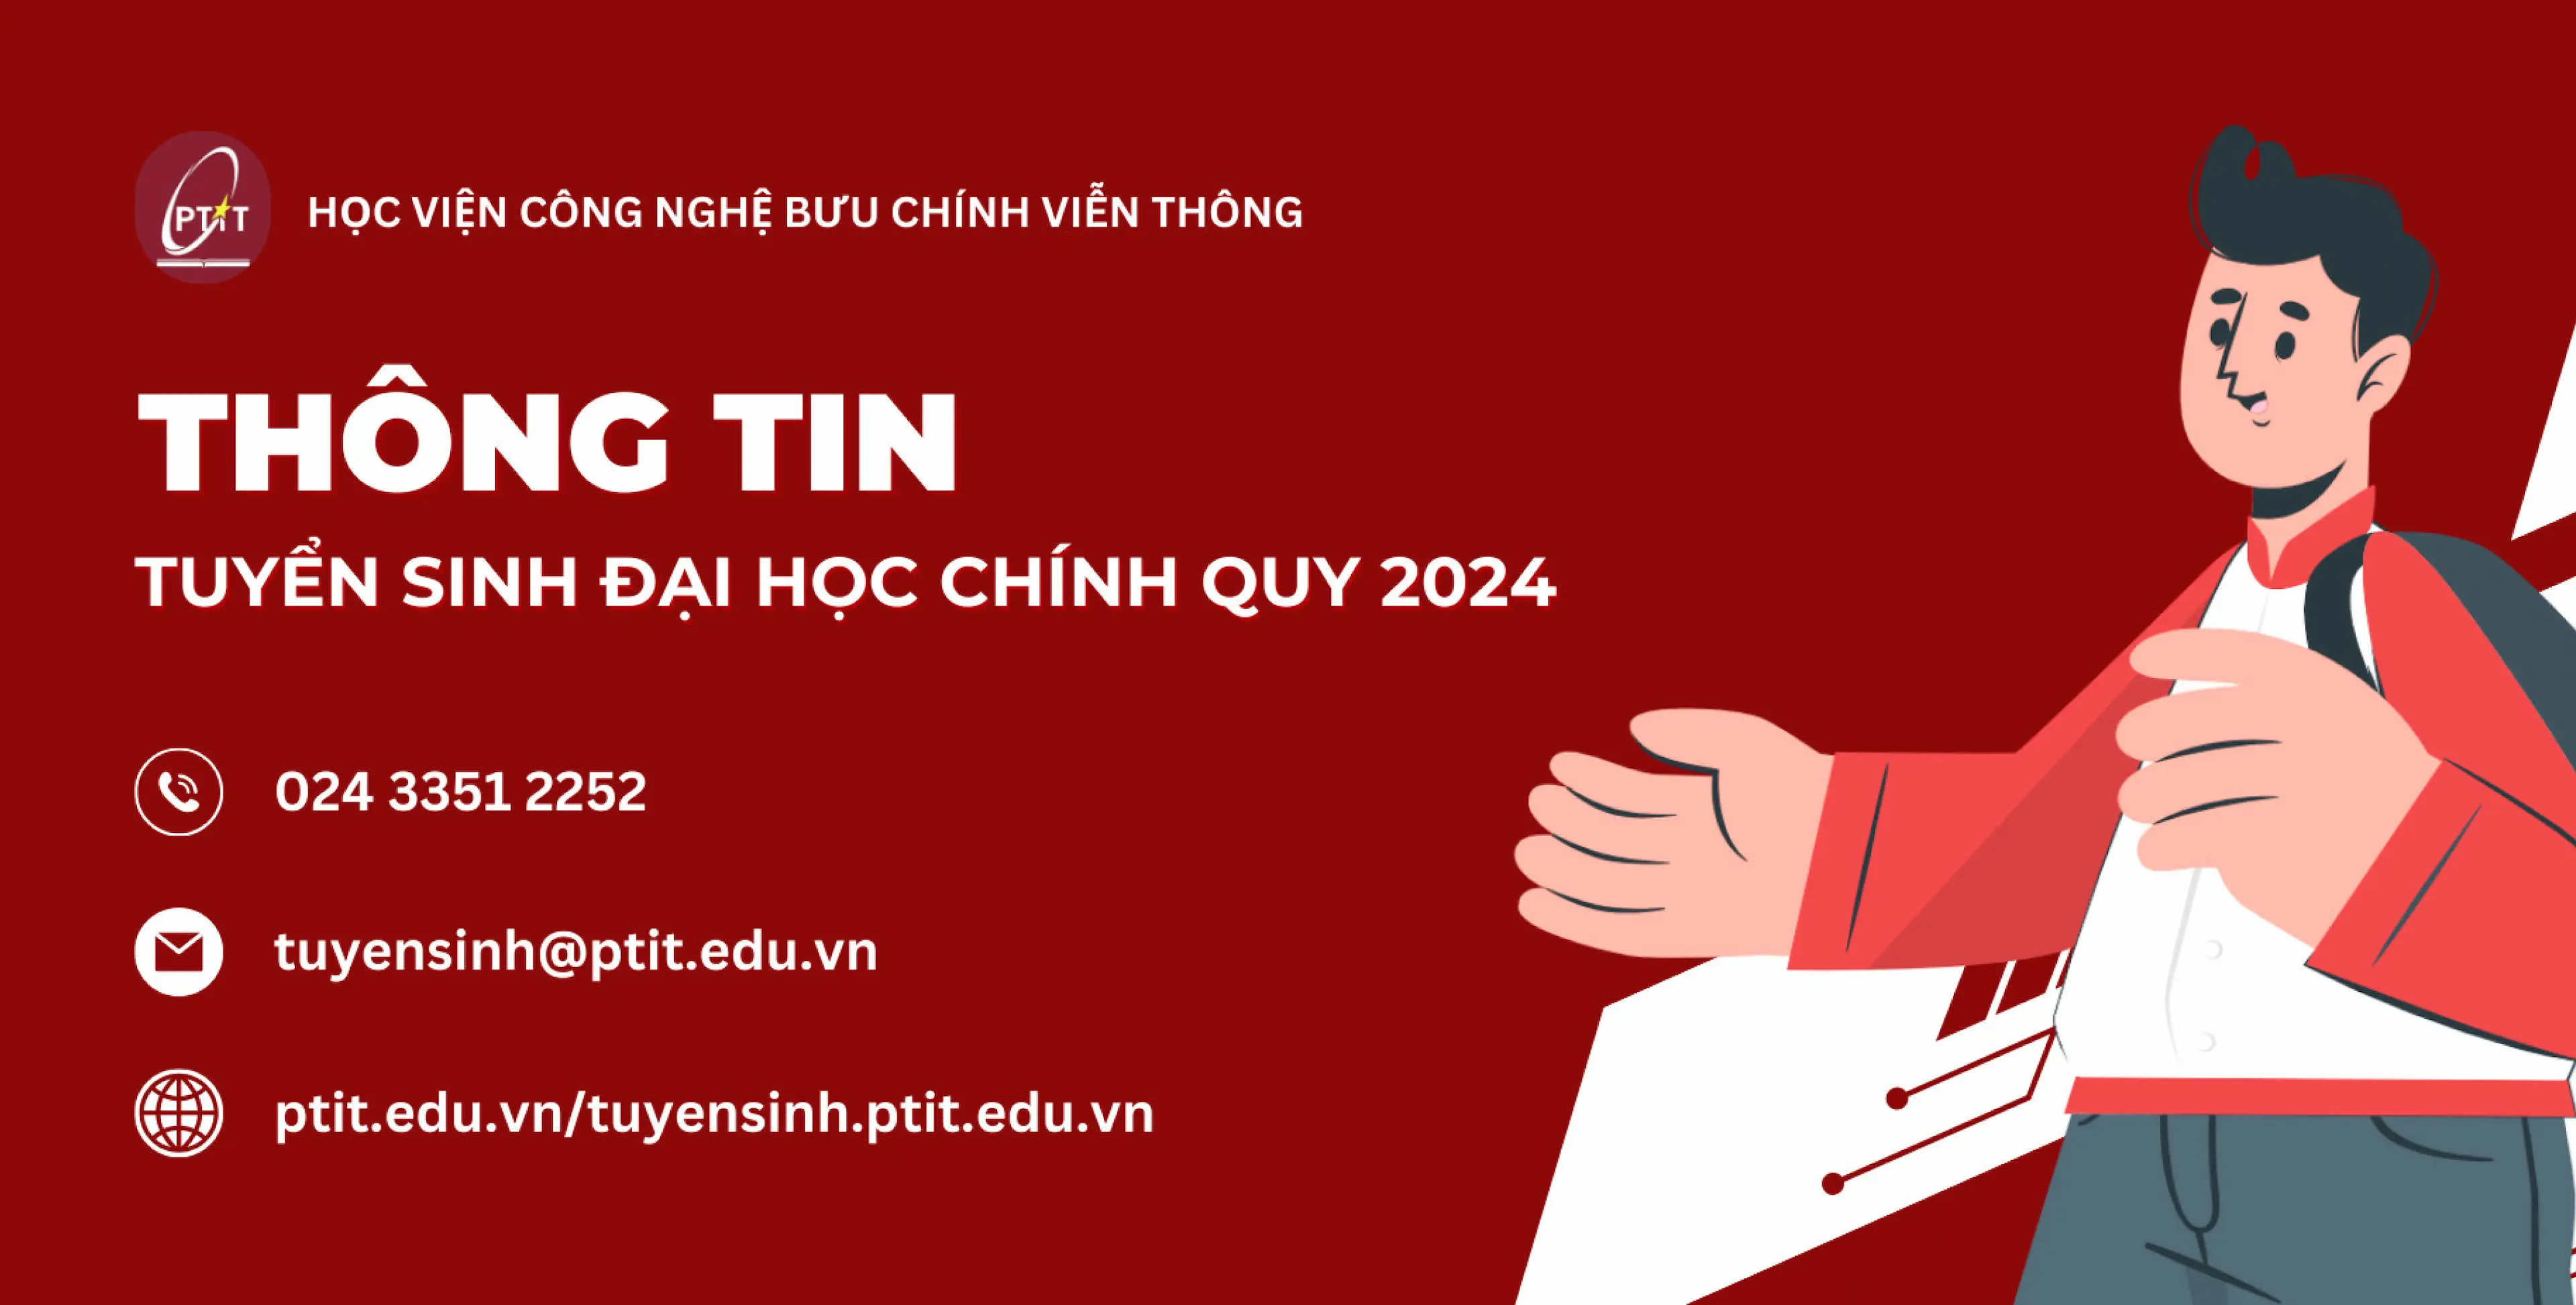 PTIT
HỌC VIỆN CÔNG NGHỆ BƯU CHÍNH VIỄN THÔNG
THÔNG TIN
TUYỂN SINH ĐẠI HỌC CHÍNH QUY 2024
024 3351 2252
tuyensinh@ptit.edu.vn
ptit.edu.vn/tuyensinh.ptit.edu.vn